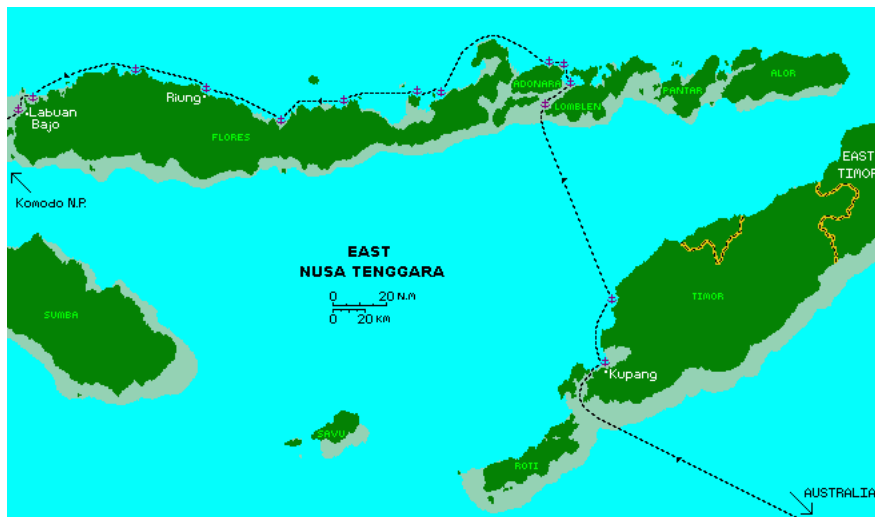 ADONARA
ALOR
Riung
PANTAR
LOMBLEN
Labuan
Bajo
FLORES
EAST
TIMOR
Komodo N.P.
EAST
NUSA TENGGARA
0 20 N.M
0 20 KM
TIMOR
SUMBA
Kupang
SAVU
ROTI
AUSTRALIA